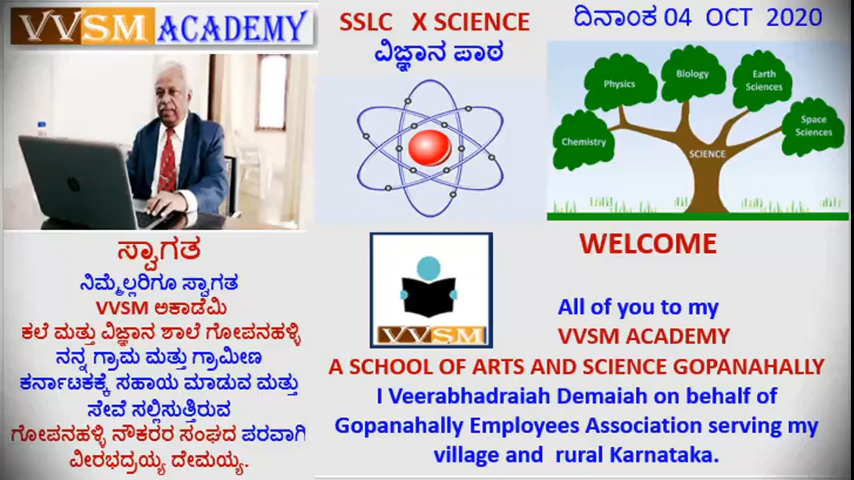 VVSM ACADEMY
SSLC X SCIENCE
ವಿಜ್ಞಾನ ಪಾಠ
ದಿನಾಂಕ 04 OCT 2020
Physics
Biology
Earth
Sciences
Chemistry
Space
Sciences
SCIENCE
ಸ್ವಾಗತ
ನಿಮ್ಮೆಲ್ಲರಿಗೂ ಸ್ವಾಗತ
VVSM ಅಕಾಡೆಮಿ
ಕಲೆ ಮತ್ತು ವಿಜ್ಞಾನ ಶಾಲೆ ಗೋಪನಹಳ್ಳಿ
ನನ್ನ ಗ್ರಾಮ ಮತ್ತು ಗ್ರಾಮೀಣ
ಕರ್ನಾಟಕಕ್ಕೆ ಸಹಾಯ ಮಾಡುವ ಮತ್ತು
ಸೇವೆ ಸಲ್ಲಿಸುತ್ತಿರುವ
ಗೋಪನಹಳ್ಳಿ ನೌಕರರ ಸಂಘದ ಪರವಾಗಿ
ವೀರಭದ್ರಯ್ಯ ದೇಮಯ್ಯ.
VVSM
WELCOME
All of you to my
VVSM ACADEMY
A SCHOOL OF ARTS AND SCIENCE GOPANAHALLY
I Veerabhadraiah Demaiah on behalf of
Gopanahally Employees Association serving my
village and rural Karnataka.